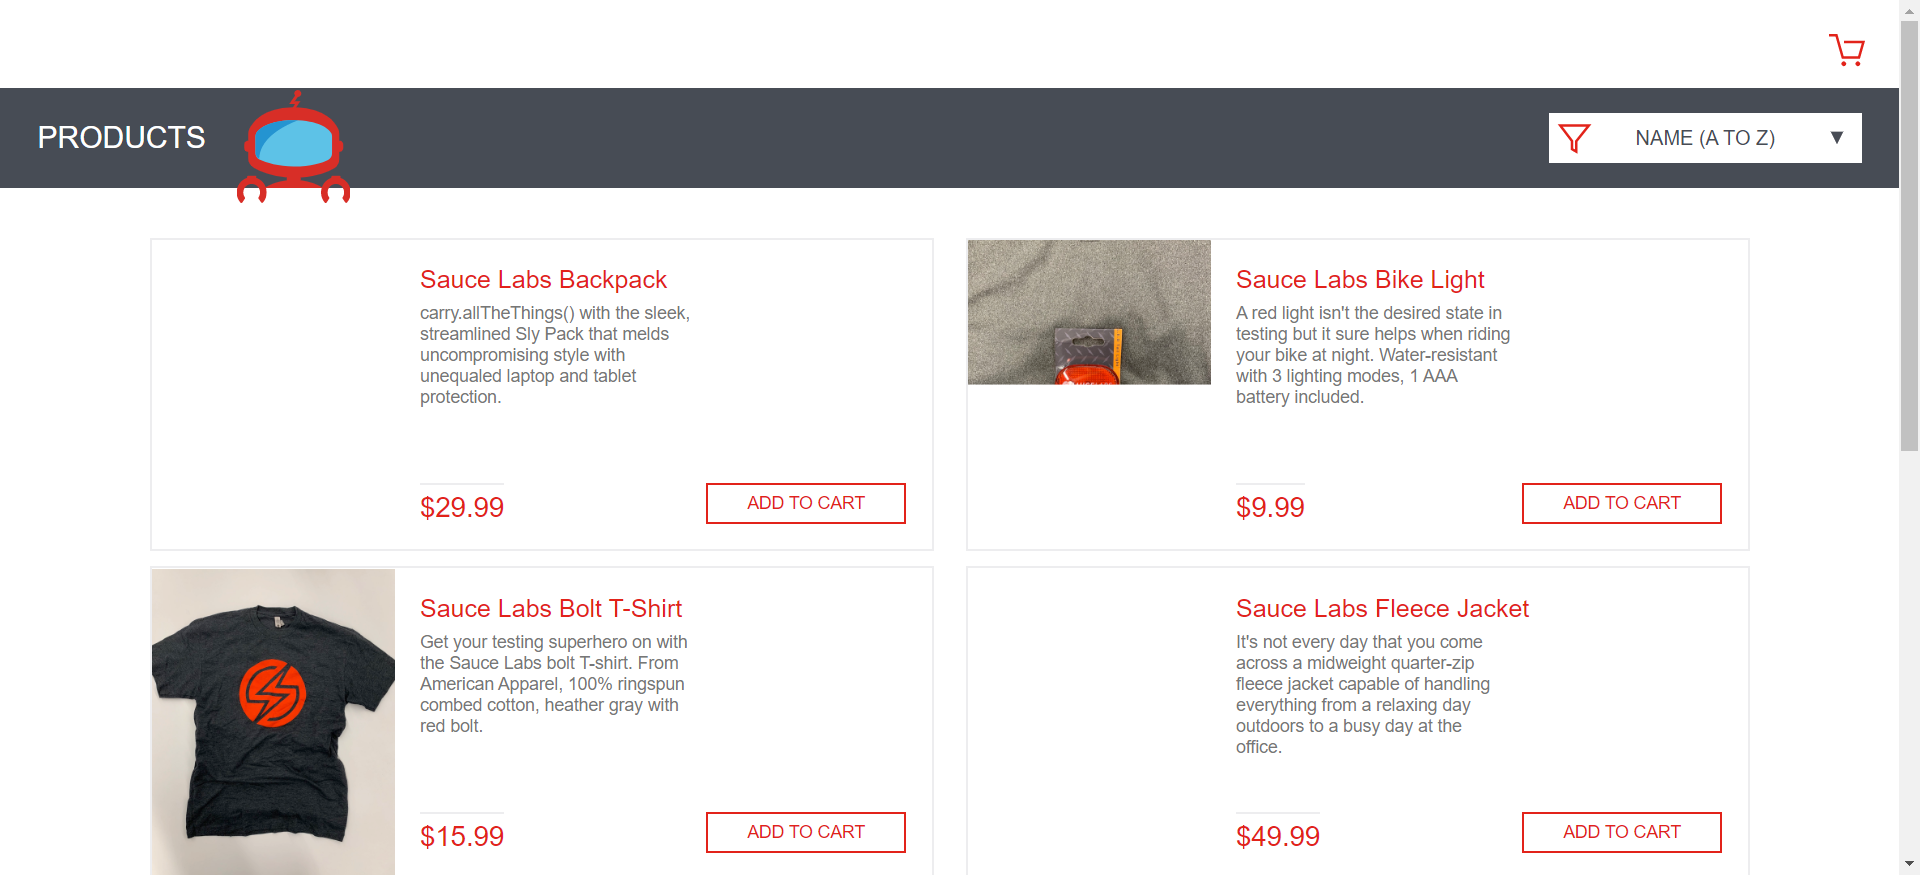 PRODUCTS
NAME (A TO Z)
Sauce Labs Backpack
carry.allTheThings() with the sleek,
streamlined Sly Pack that melds
uncompromising style with
unequaled laptop and tablet
protection.
$29.99
ADD TO CART
Sauce Labs Bike Light
A red light isn't the desired state in
testing but it sure helps when riding
your bike at night. Water-resistant
with 3 lighting modes, 1 AAA
battery included.
$9.99
ADD TO CART
Sauce Labs Bolt T-Shirt
Get your testing superhero on with
the Sauce Labs bolt T-shirt. From
American Apparel, 100% ringspun
combed cotton, heather gray with
red bolt.
$15.99
ADD TO CART
Sauce Labs Fleece Jacket
It's not every day that you come
across a midweight quarter-zip
fleece jacket capable of handling
everything from a relaxing day
outdoors to a busy day at the
office.
$49.99
ADD TO CART